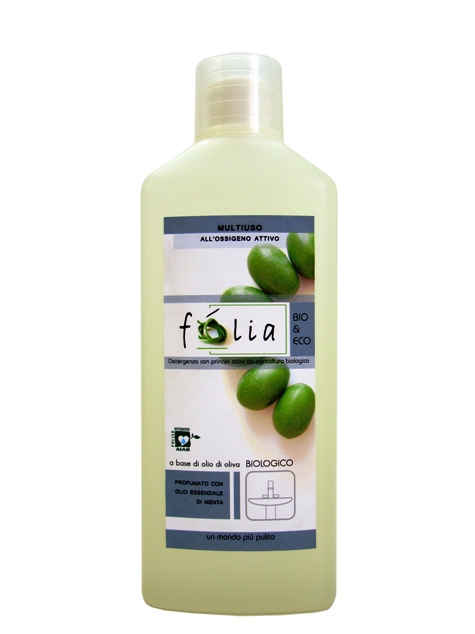 MULTIUSO
ALL'OSSIGENO ATTIVO
fólia
BIO
&
ECO
Detergenza con principi attivi da agricoltura biologica
AIAB
a base di olio di oliva BIOLOGICO
PROFUMATO CON
OLIO ESSENZIALE
DI MENTA
un mondo più pulito